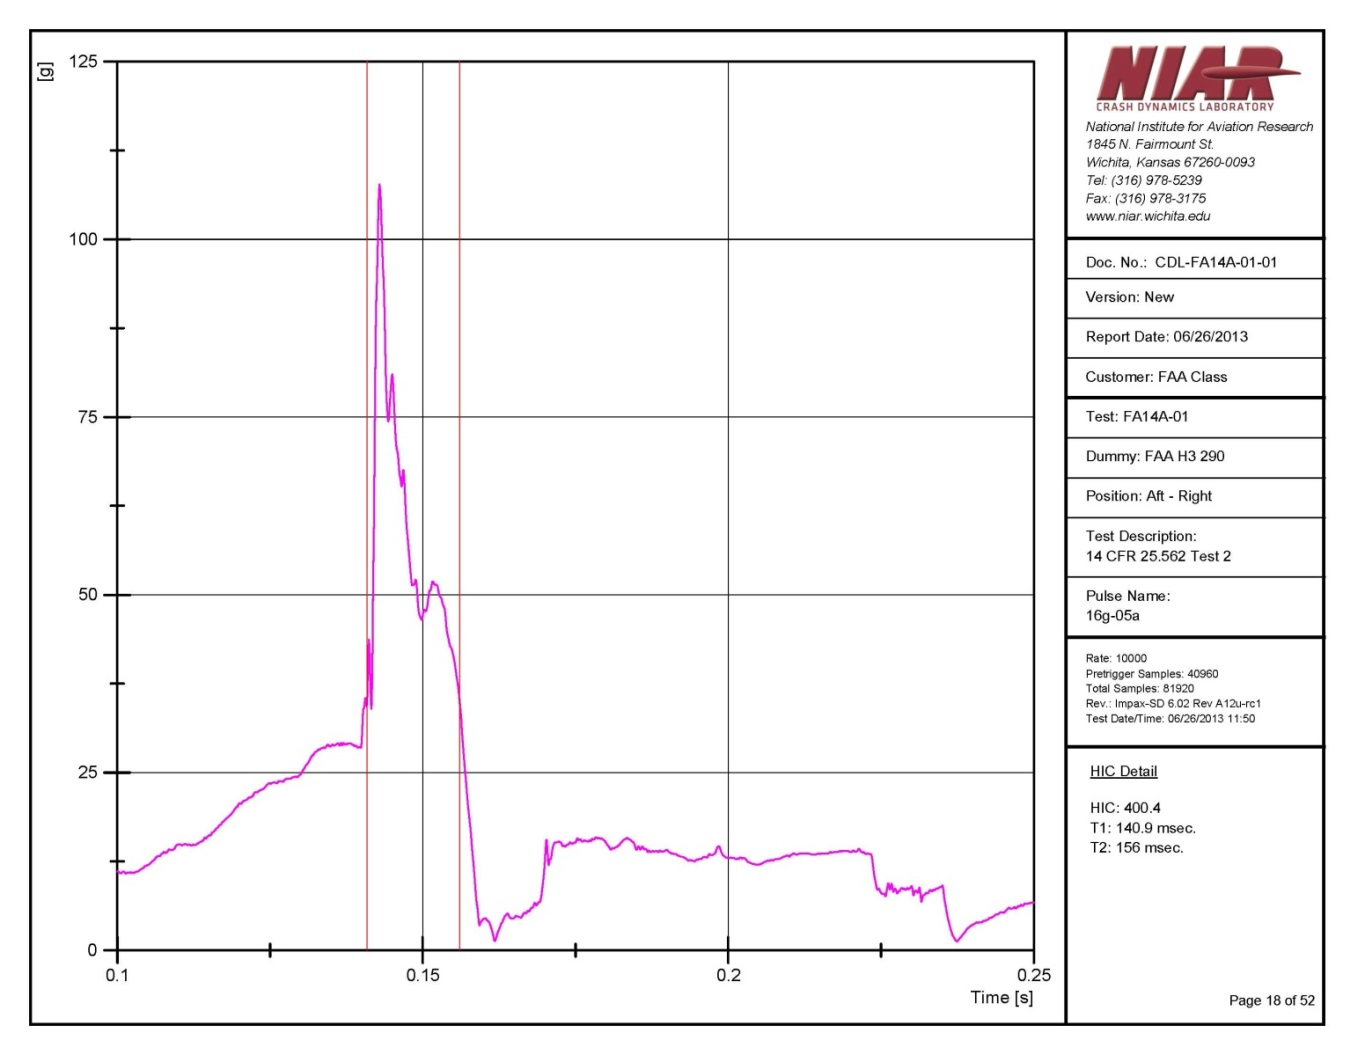 [g]
125
100
75
50
25
0
0.1
0.15
0.2
0.25
Time [s]
NIAR
CRASH DYNAMICS LABORATORY
National Institute for Aviation Research
1845 N. Fairmount St.
Wichita, Kansas 67260-0093
Tel: (316) 978-5239
Fax: (316) 978-3175
www.niar.wichita.edu
Doc. No.: CDL-FA14A-01-01
Version: New
Report Date: 06/26/2013
Customer: FAA Class
Test: FA14A-01
Dummy: FAA H3 290
Position: Aft - Right
Test Description:
14 CFR 25.562 Test 2
Pulse Name:
16g-05a
Rate: 10000
Pretrigger Samples: 40960
Total Samples: 81920
Rev.: Impax-SD 6.02 Rev A12u-rc1
Test Date/Time: 06/26/2013 11:50
HIC Detail
HIC: 400.4
T1: 140.9 msec.
T2: 156 msec.
Page 18 of 52